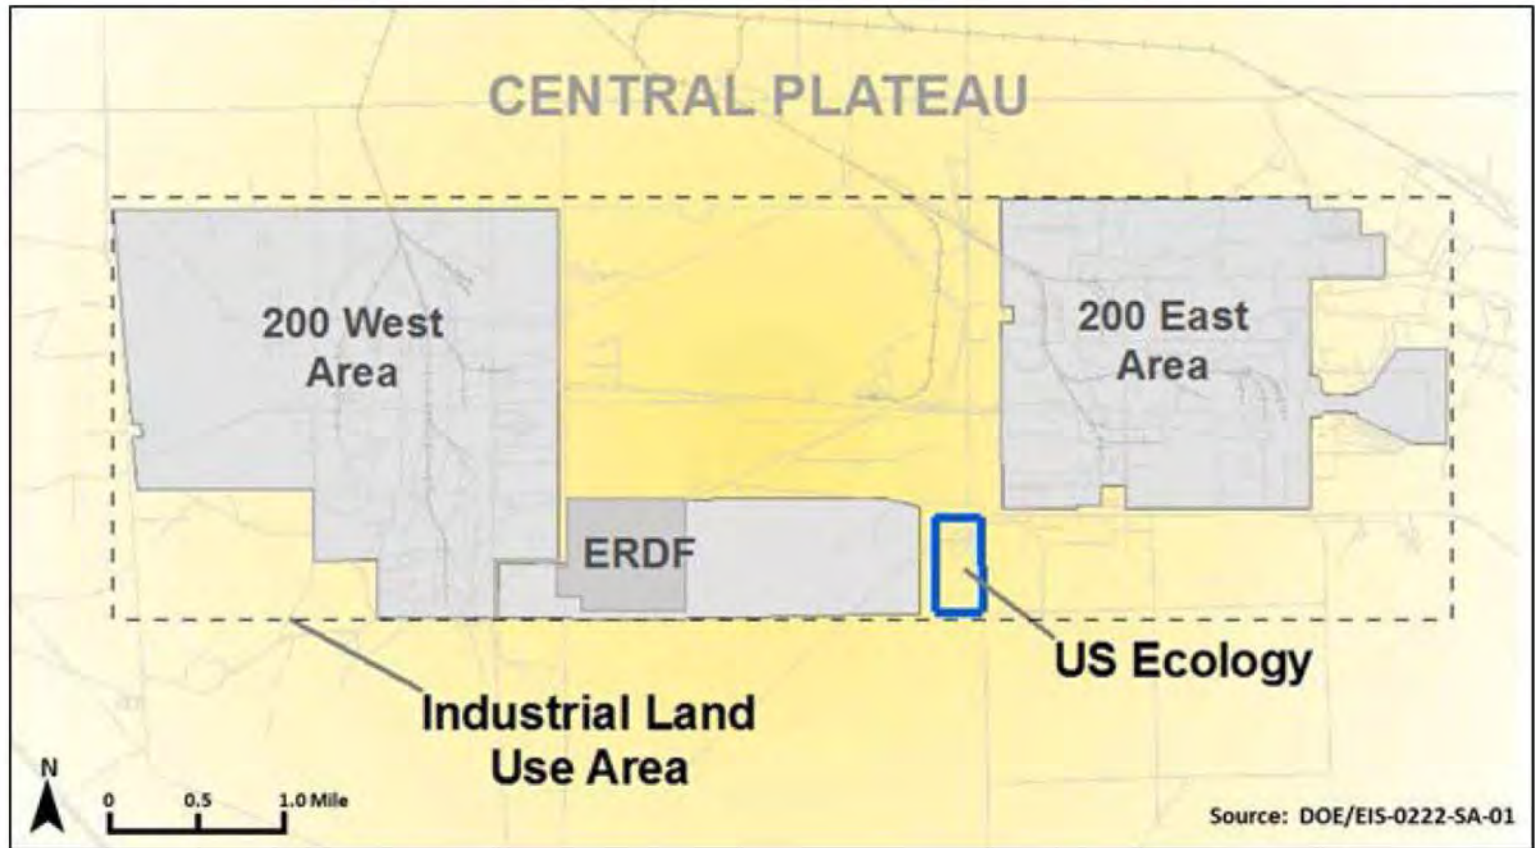 CENTRAL PLATEAU
200 West
Area
200 East
Area
ERDF
US Ecology
Industrial Land
Use Area
N
0 0.5 1.0 Mile
Source: DOE/EIS-0222-SA-01